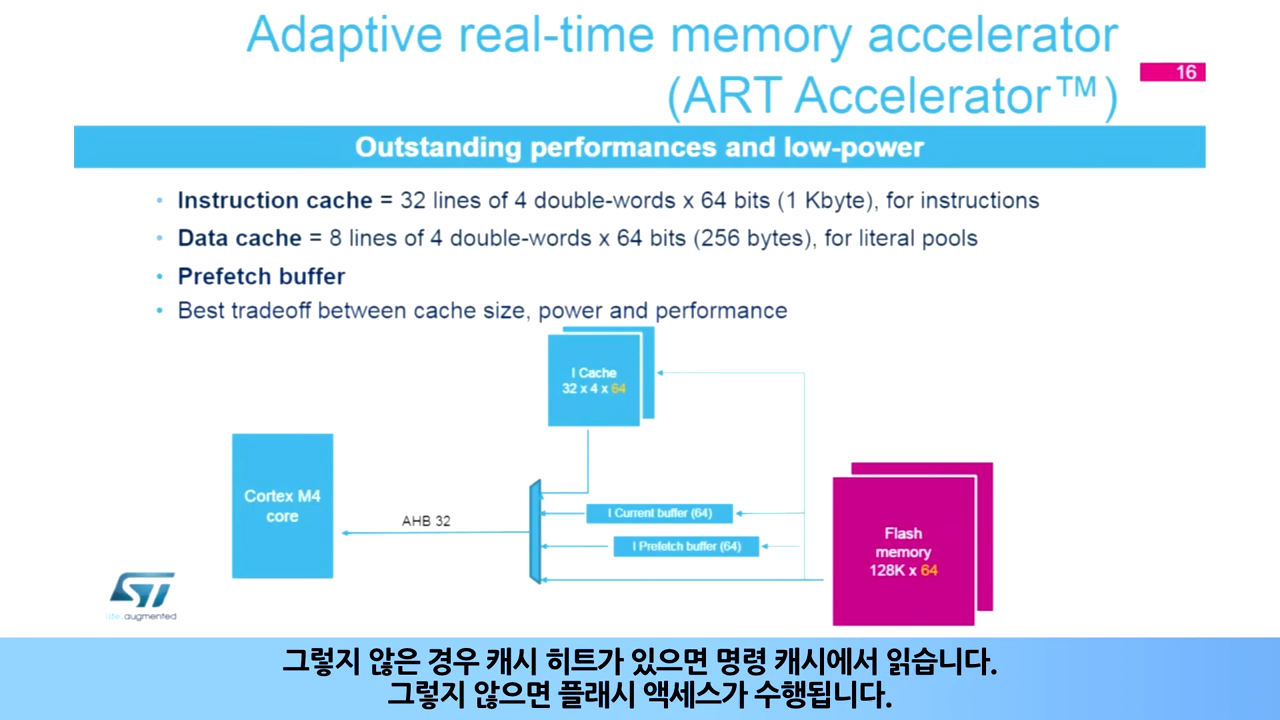 Adaptive real-time memory accelerator
(ART Accelerator™)
16
Outstanding performances and low-power
• Instruction cache = 32 lines of 4 double-words x 64 bits (1 Kbyte), for instructions
• Data cache = 8 lines of 4 double-words x 64 bits (256 bytes), for literal pools
• Prefetch buffer
• Best tradeoff between cache size, power and performance
I Cache
32 x 4 x 64
Cortex M4
core
AHB 32
I Current buffer (64)
I Prefetch buffer (64)
Flash
memory
128K x 64
ST
life.augmented
그렇지 않은 경우 캐시 히트가 있으면 명령 캐시에서 읽습니다.
그렇지 않으면 플래시 액세스가 수행됩니다.